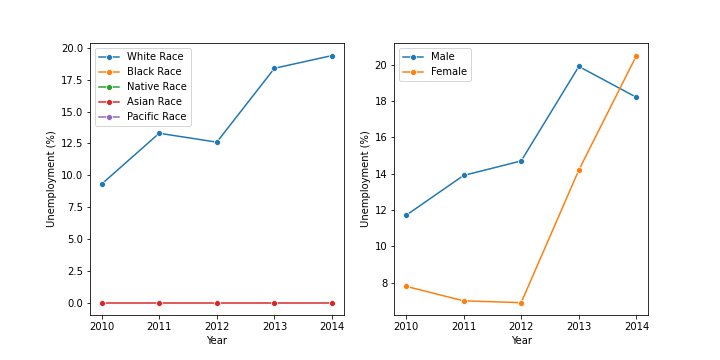 White Race
Black Race
Native Race
Asian Race
Pacific Race
20.0
17.5
15.0
12.5
10.0
7.5
5.0
2.5
0.0
Unemployment (%)
2010 2011 2012 2013 2014
Year
Male
Female
20
18
16
14
12
10
8
Unemployment (%)
2010 2011 2012 2013 2014
Year